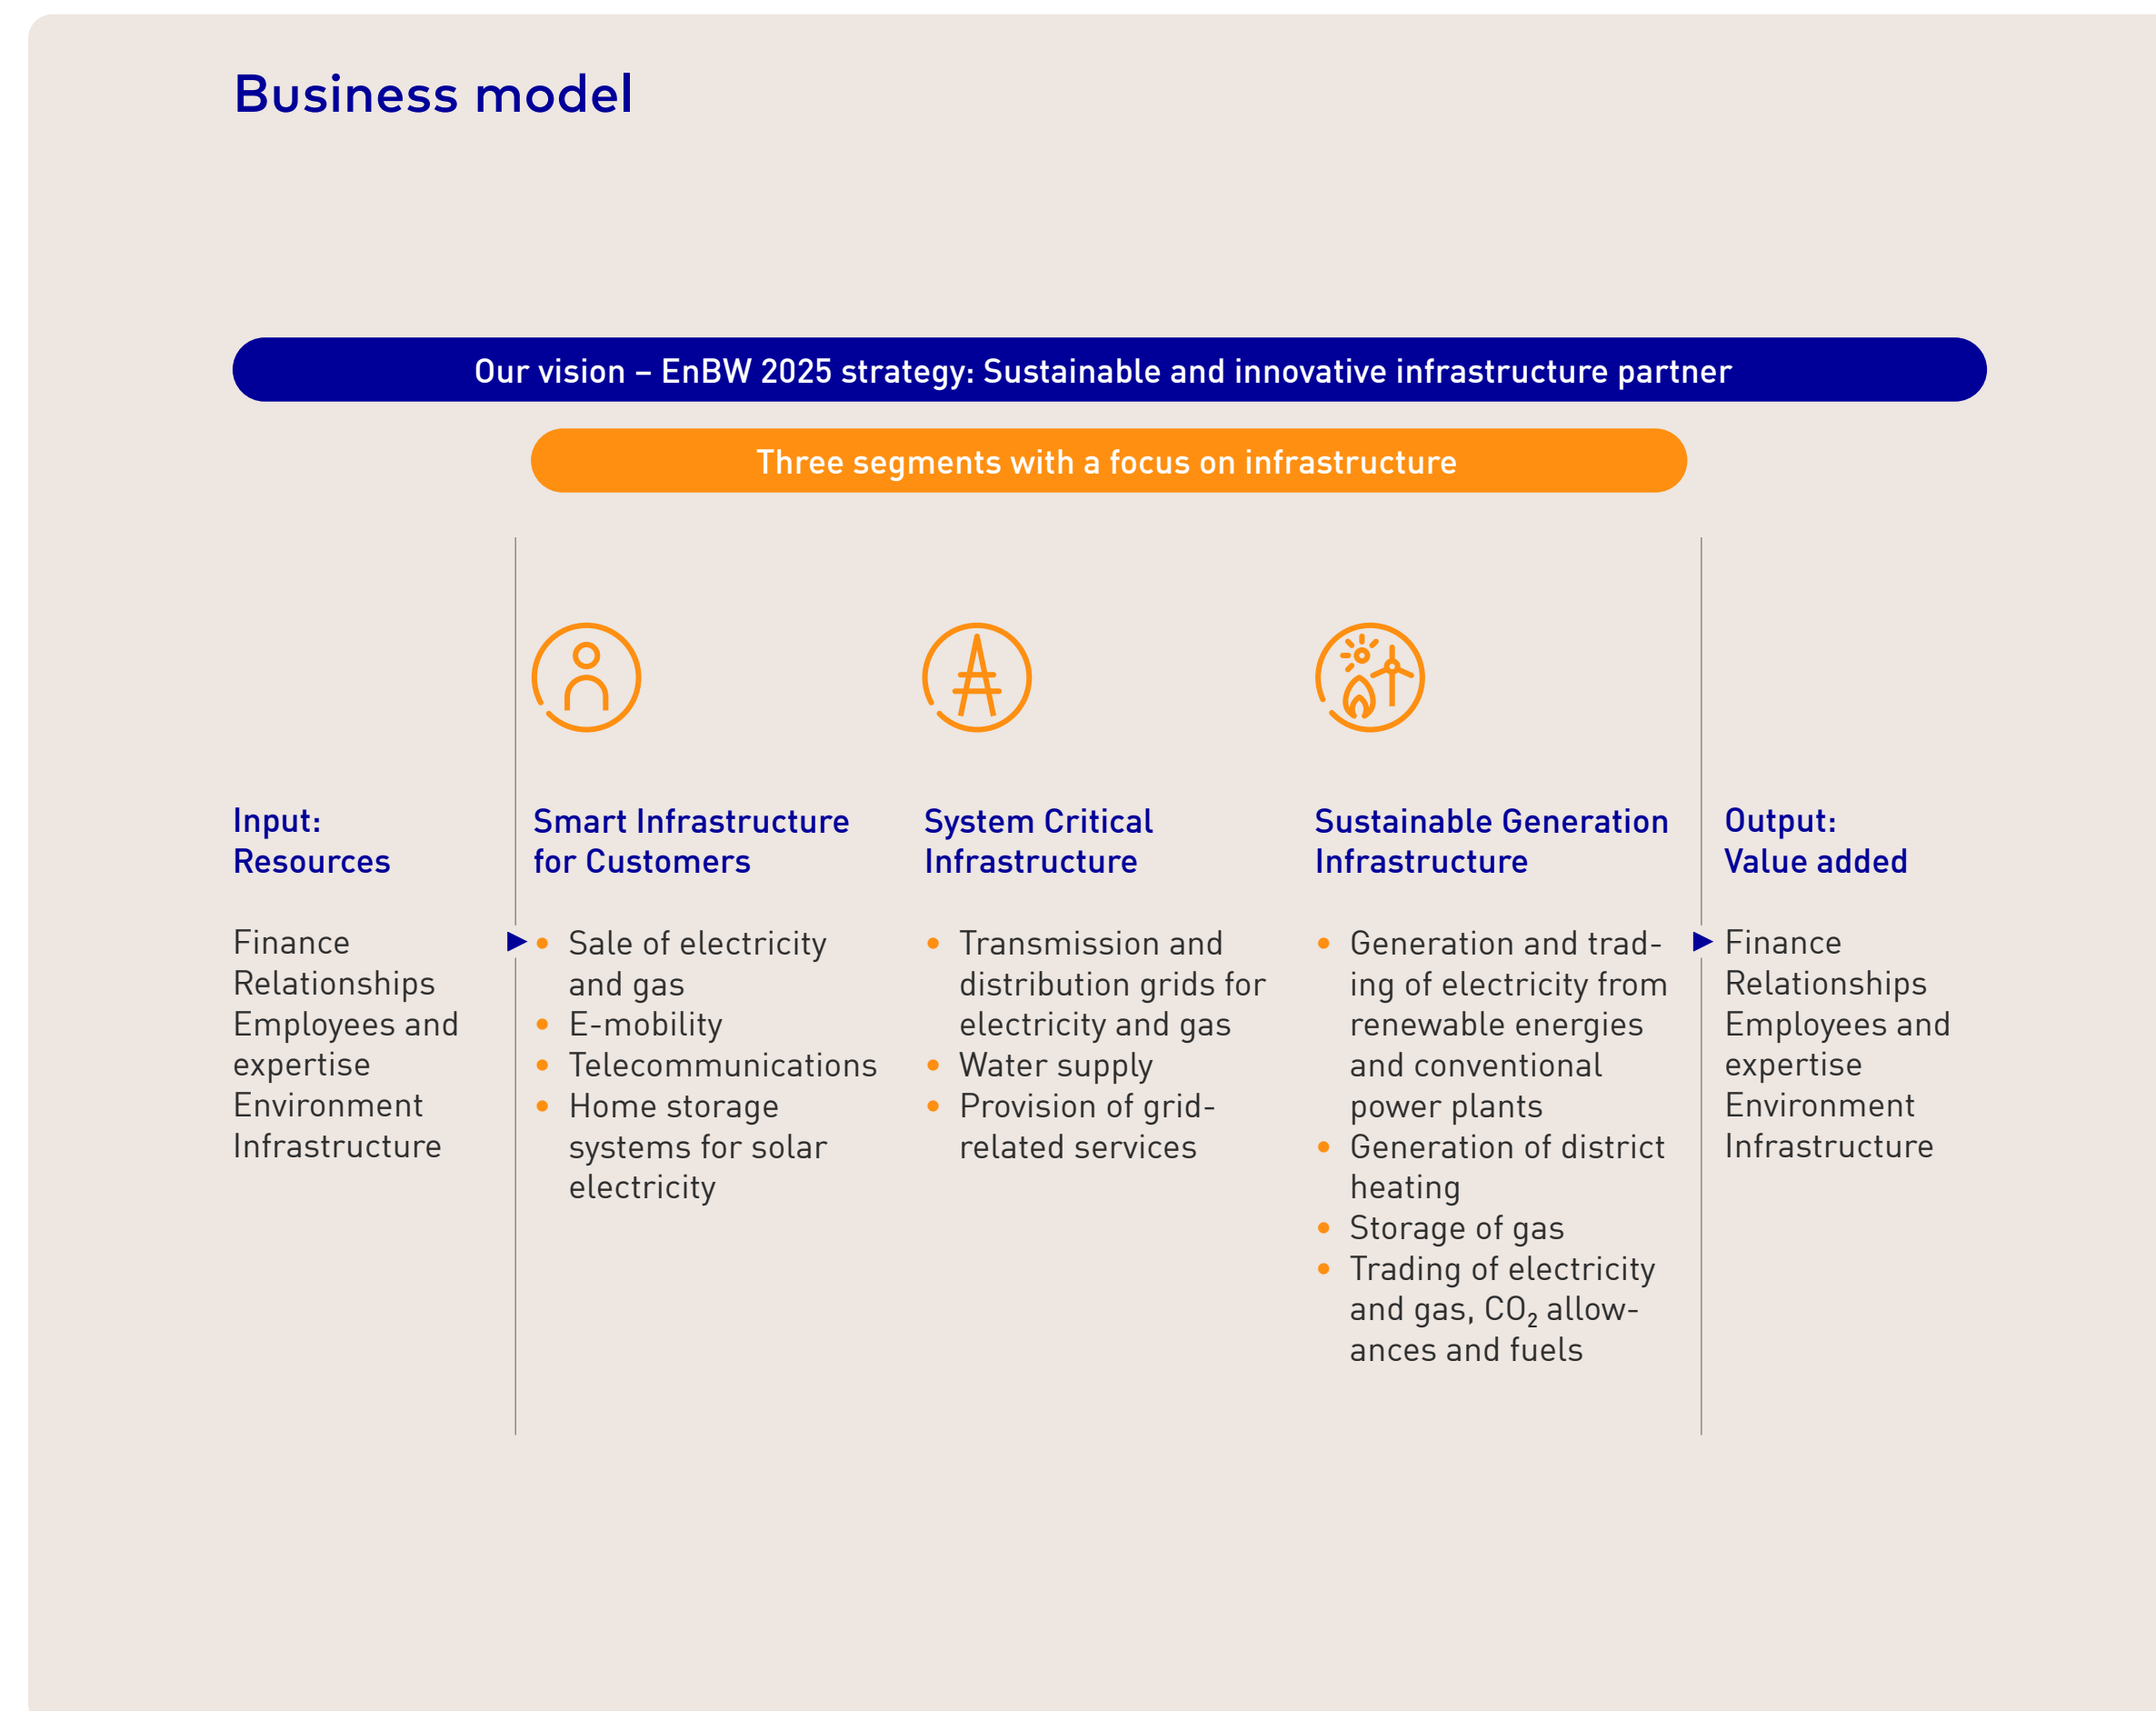 Business model
Our vision – EnBW 2025 strategy: Sustainable and innovative infrastructure partner
Three segments with a focus on infrastructure
Input:
Resources
Finance
Relationships
Employees and
expertise
Environment
Infrastructure
Smart Infrastructure
for Customers
• Sale of electricity
and gas
• E-mobility
• Telecommunications
• Home storage
systems for solar
electricity
System Critical
Infrastructure
• Transmission and
distribution grids for
electricity and gas
• Water supply
• Provision of grid-
related services
Sustainable Generation
Infrastructure
• Generation and trad-
ing of electricity from
renewable energies
and conventional
power plants
• Generation of district
heating
• Storage of gas
• Trading of electricity
and gas, CO₂ allow-
ances and fuels
Output:
Value added
Finance
Relationships
Employees and
expertise
Environment
Infrastructure